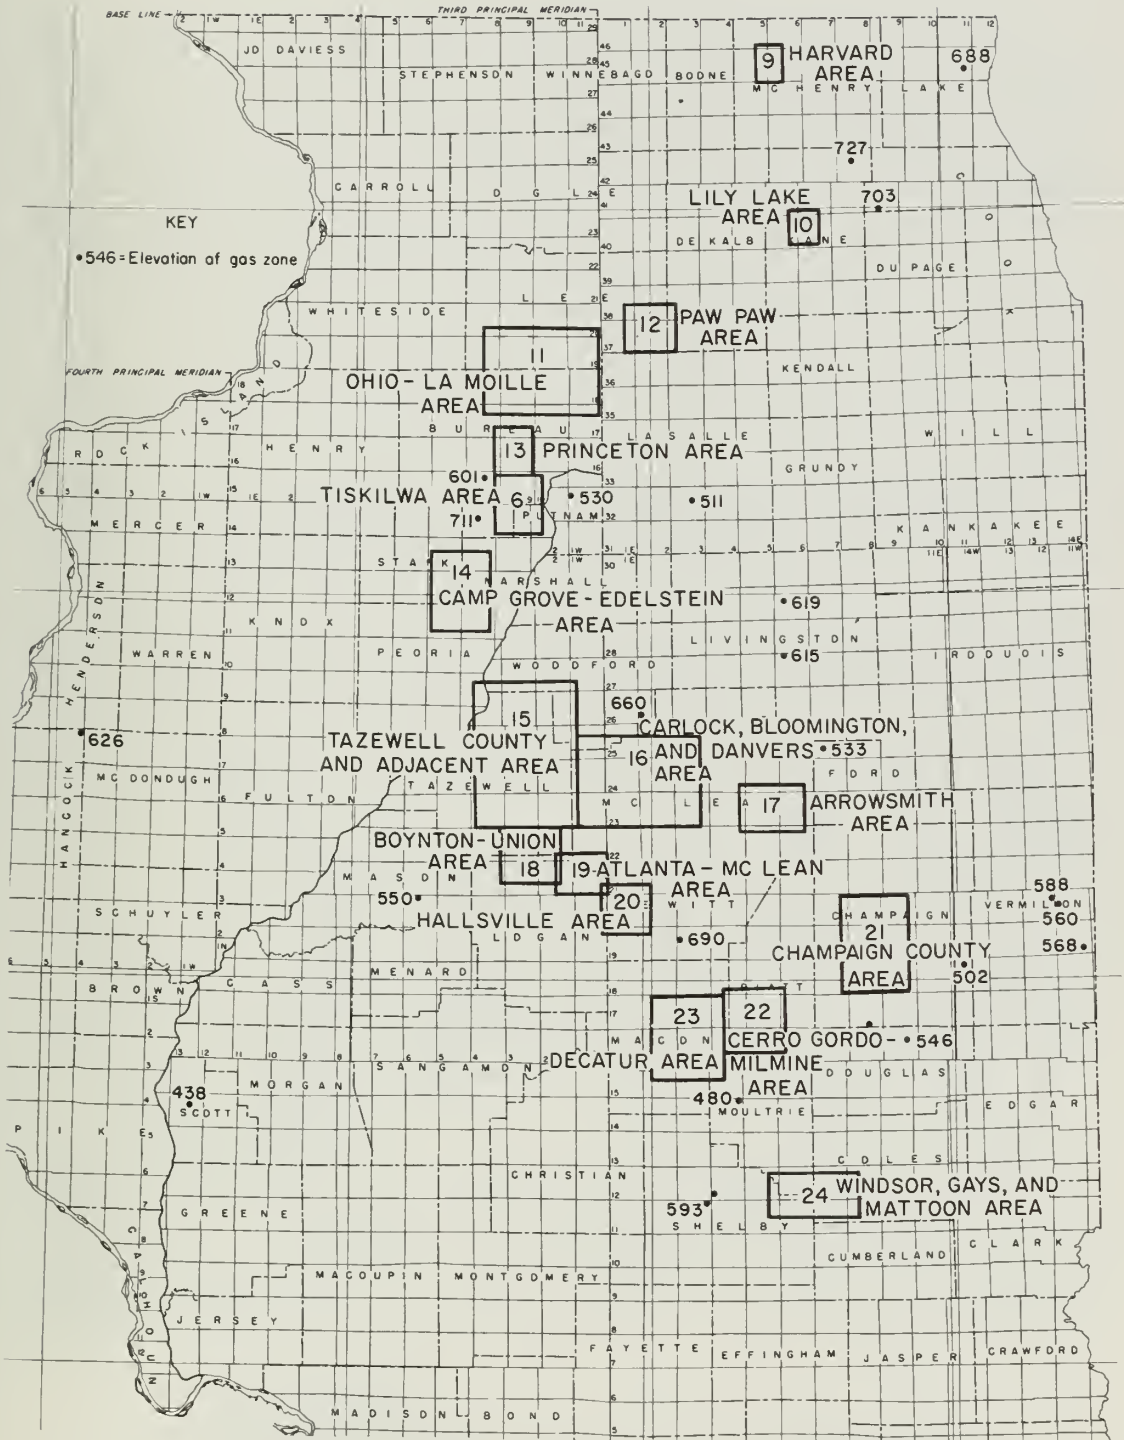 BASE LINE
THIRD PRINCIPAL MERIDIAN
JO DAVIESS
STEPHENSON
WINNEBAGO
BOONE
9
HARVARD
AREA
688
MC HENRY
LAKE
727
CARROLL
OGLE
LILY LAKE
AREA
703
10
DE KALB
KANE
KEY
•546=Elevation of gas zone
DU PAGE
LEE
WHITESIDE
12
PAW PAW
AREA
11
KENDALL
FOURTH PRINCIPAL MERIDIAN
OHIO-LA MOILLE
AREA
ROCK ISLAND
HENRY
BUREAU
LASALLE
WILL
13
PRINCETON AREA
GRUNDY
601
TISKILWA AREA
6
530
511
PUTNAM
711
MERCER
KANKAKEE
STARK
14
MARSHALL
CAMP GROVE-EDELSTEIN
AREA
619
HENDERSON
KNOX
WARREN
PEORIA
LIVINGSTON
615
IROQUOIS
WOODFORD
15
660
626
TAZEWELL COUNTY
AND ADJACENT AREA
16
CARLOCK, BLOOMINGTON,
AND DANVERS
AREA
533
FORD
HANCOCK
MC DONOUGH
FULTON
TAZEWELL
MC LEAN
17
ARROWSMITH
AREA
BOYNTON-UNION
AREA
18
19
ATLANTA-MC LEAN
AREA
MASON
550
20
WITT
HALLSVILLE AREA
588
VERMILION
560
SCHUYLER
LOGAN
690
CHAMPAIGN
21
CHAMPAIGN COUNTY
AREA
568
502
MENARD
BROWN
CASS
PIATT
23
22
MACON
CERRO GORDO-
MILMINE
AREA
546
DECATUR AREA
SANGAMON
DOUGLAS
MORGAN
438
SCOTT
480
MOULTRIE
EDGAR
PIKE
COLES
CHRISTIAN
24
WINDSOR, GAYS, AND
MATTOON AREA
593
SHELBY
GREENE
CUMBERLAND
CLARK
CALHOUN
MACOUPIN
MONTGOMERY
JERSEY
FAYETTE
EFFINGHAM
JASPER
CRAWFORD
MADISON
BOND